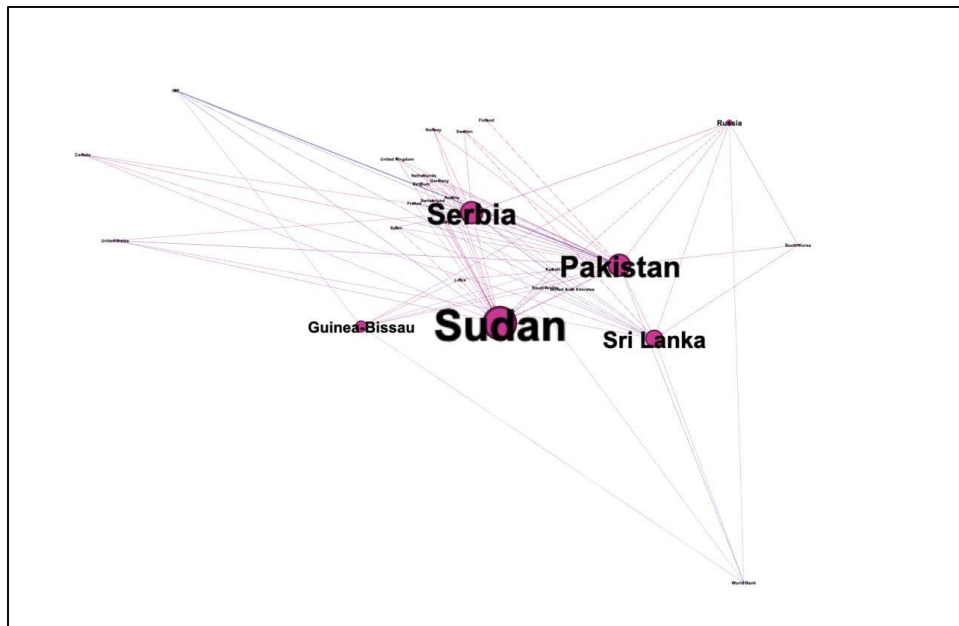 IMF
Finland
Russia
Norway
Sweden
Canada
United Kingdom
Netherlands
Germany
Belgium
Austria
Switzerland
France
Serbia
Spain
United States
South Korea
Pakistan
Kuwait
Libya
Saudi Arabia
United Arab Emirates
Sudan
Guinea-Bissau
Sri Lanka
World Bank